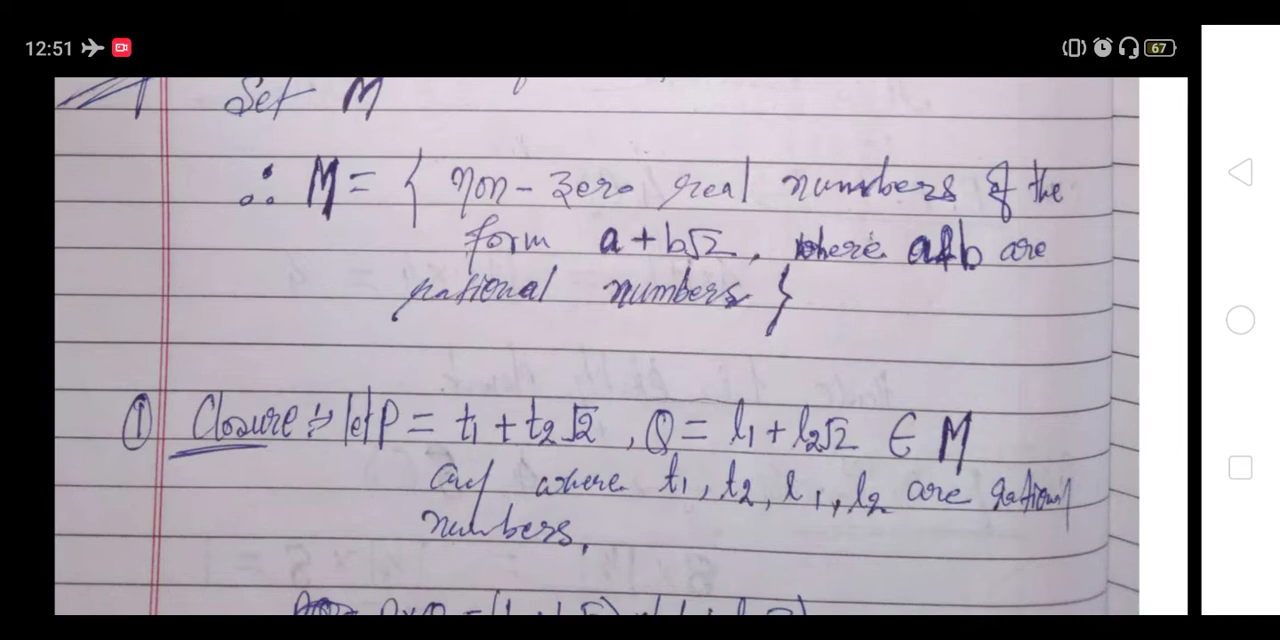 12:51
67
Set M
∴ M = { non-zero real numbers of the
form a + b√2, where a & b are
rational numbers }
① Closure :→ let P = t1 + t2√2, Q = l1 + l2√2 ∈ M
and where t1, t2, l1, l2 are rational
numbers,